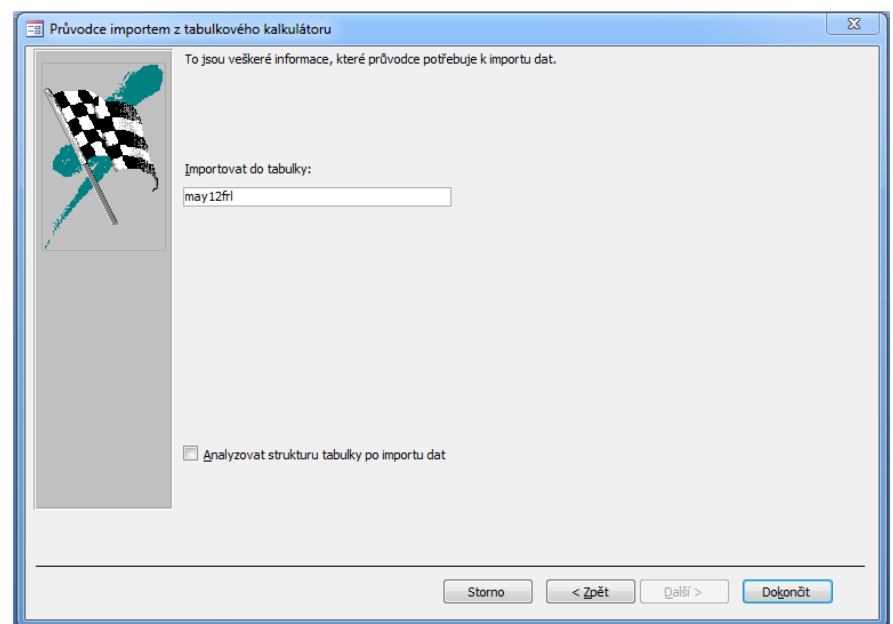 Průvodce importem z tabulkového kalkulátoru
To jsou veškeré informace, které průvodce potřebuje k importu dat.
Importovat do tabulky:
may12frl
Analyzovat strukturu tabulky po importu dat
Storno
< Zpět
Další >
Dokončit